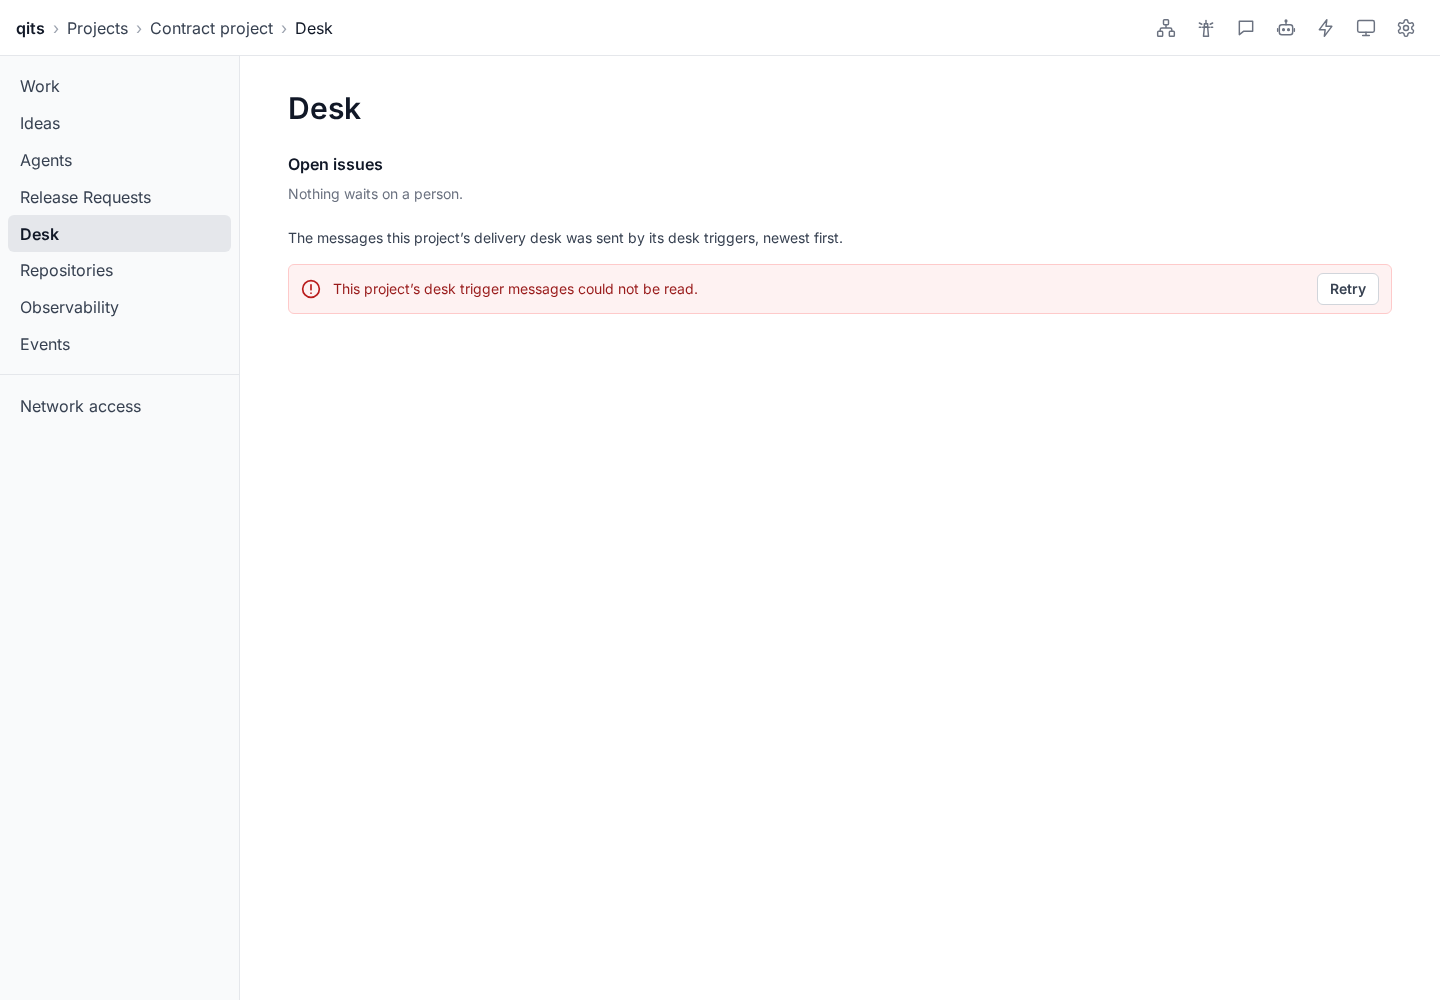 qits › Projects › Contract project › Desk
Work
Ideas
Agents
Release Requests
Desk
Repositories
Observability
Events
Network access
Desk
Open issues
Nothing waits on a person.
The messages this project’s delivery desk was sent by its desk triggers, newest first.
This project’s desk trigger messages could not be read.
Retry